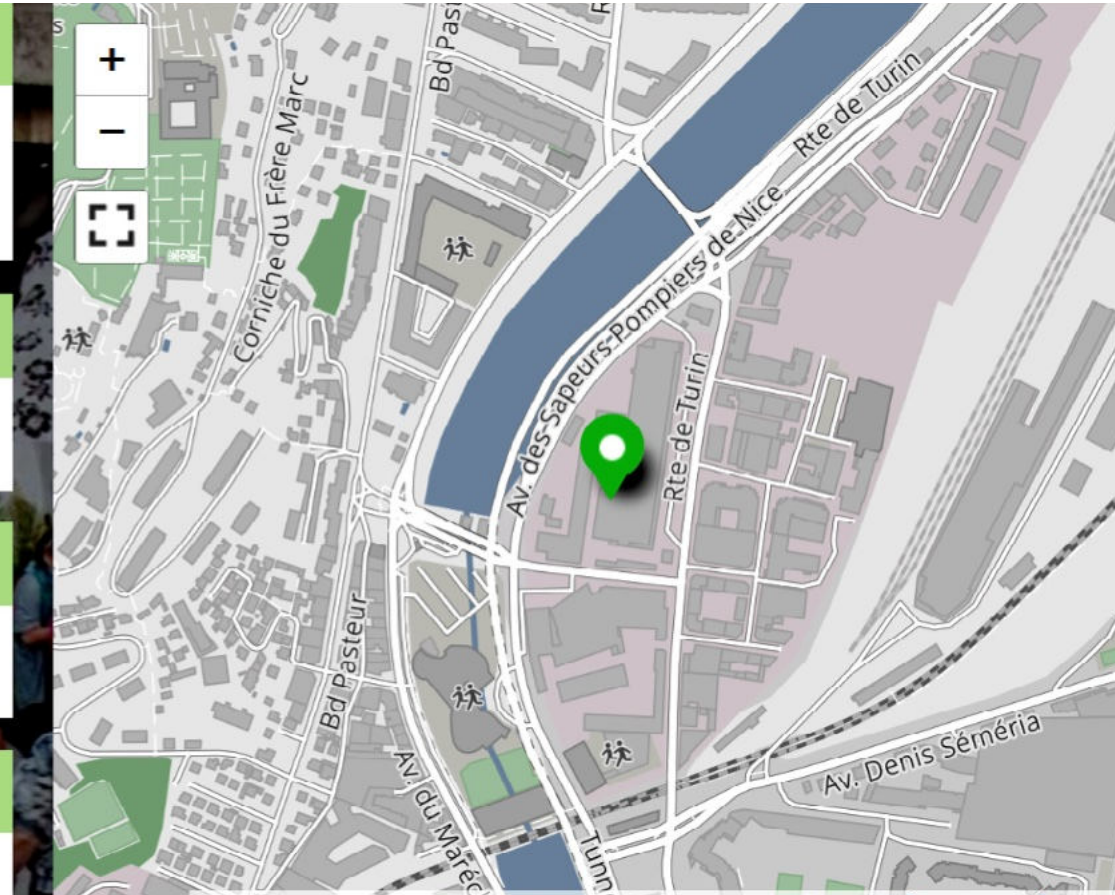 s
+
−
Bd Past
R
Rte de Turin
Corniche du Frère Marc
Av. des Sapeurs Pompiers de Nice
Rte de Turin
Bd Pasteur
Av. Denis Séméria
Av. du Maréc
Tunn